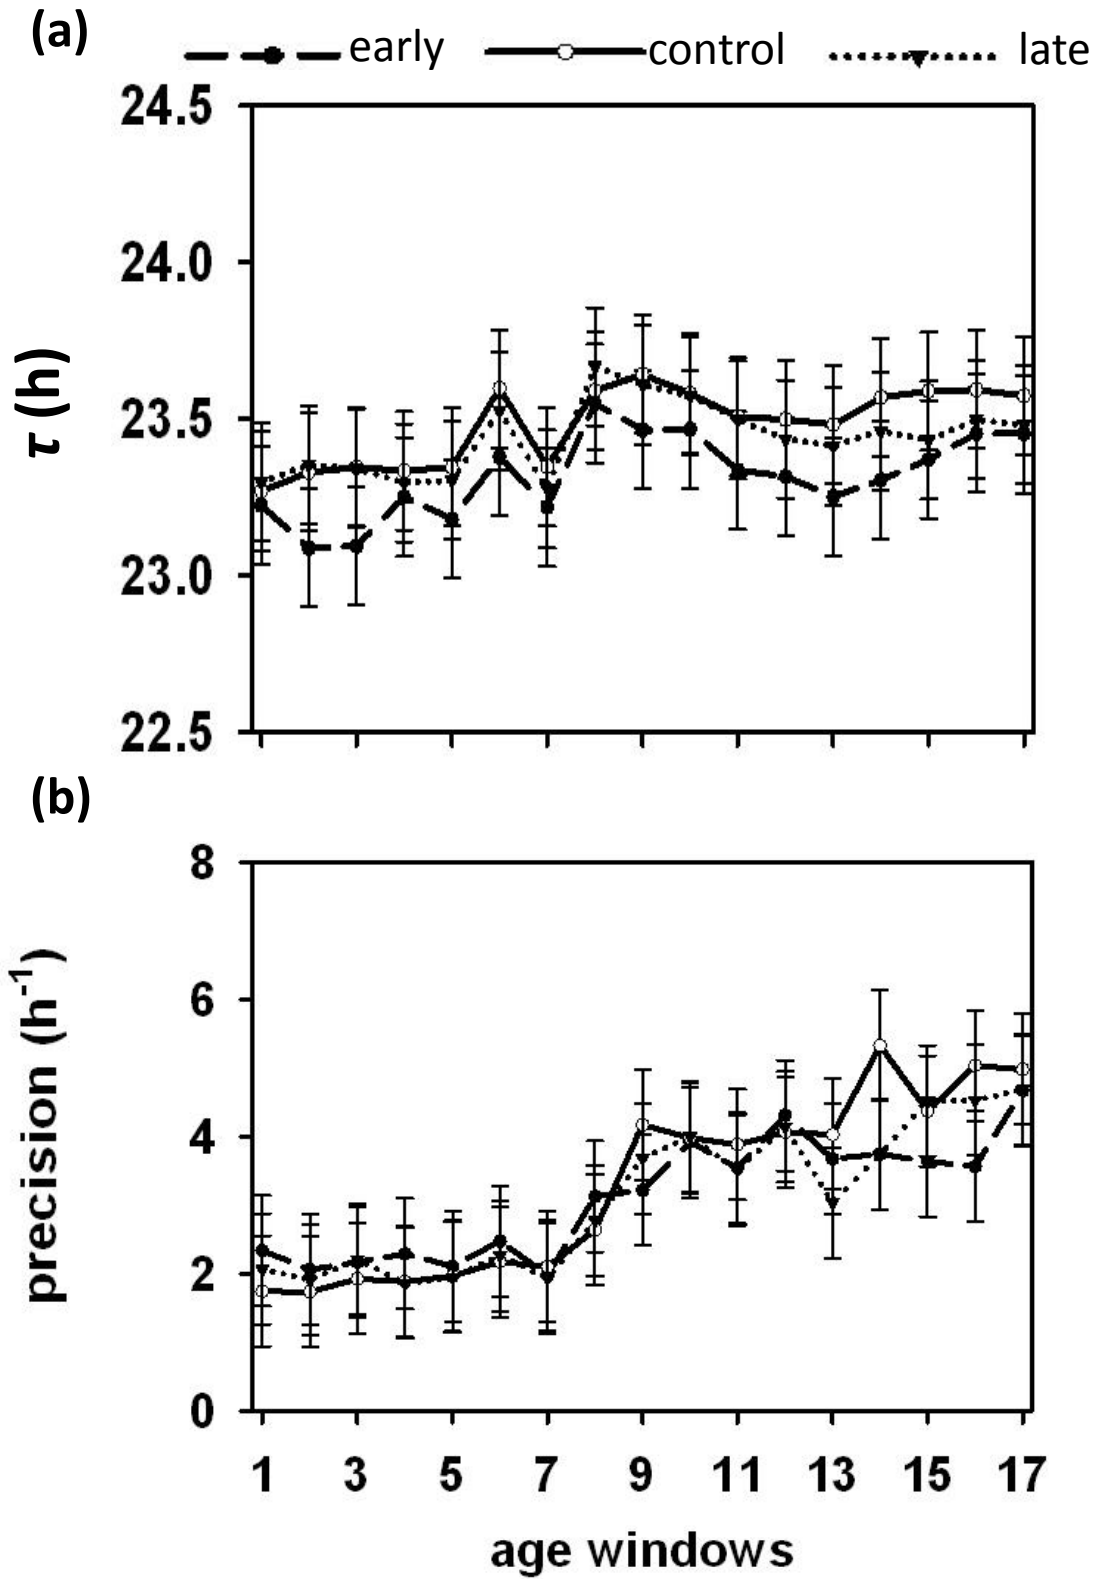 (a)
early control late
24.5
24.0
23.5
23.0
22.5
τ (h)
(b)
8
6
4
2
0
precision (h⁻¹)
1 3 5 7 9 11 13 15 17
age windows